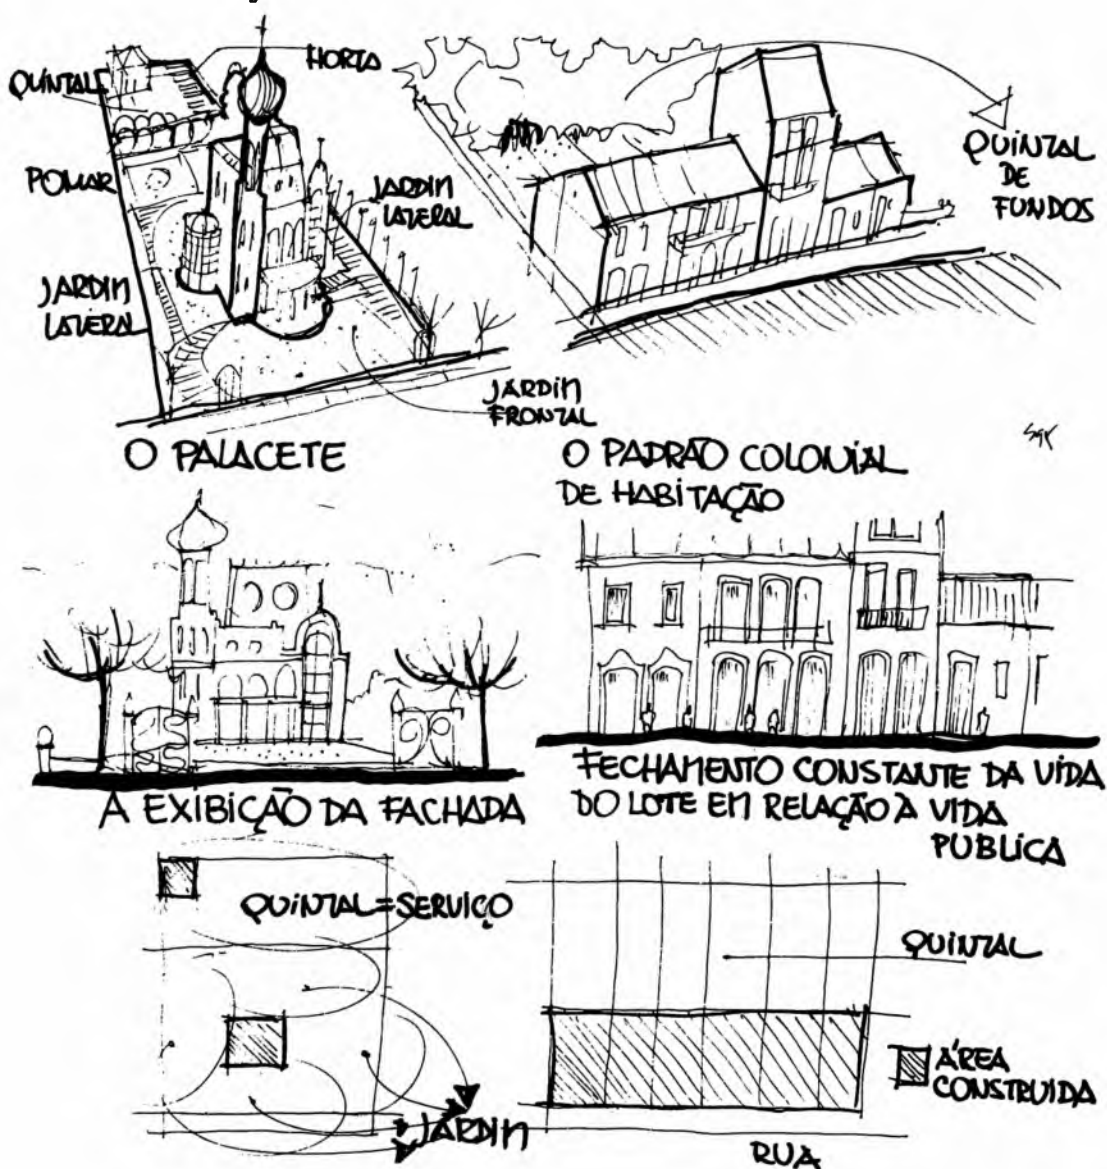 QUINTAL
HORTA
POMAR
JARDIM
LATERAL
JARDIM
LATERAL
JARDIM
FRONTAL
O PALACETE
QUINTAL
DE
FUNDOS
O PADRÃO COLONIAL
DE HABITAÇÃO
A EXIBIÇÃO DA FACHADA
FECHAMENTO CONSTANTE DA VIDA
DO LOTE EM RELAÇÃO À VIDA
PUBLICA
QUINTAL=SERVIÇO
JARDIM
QUINTAL
ÁREA
CONSTRUIDA
RUA